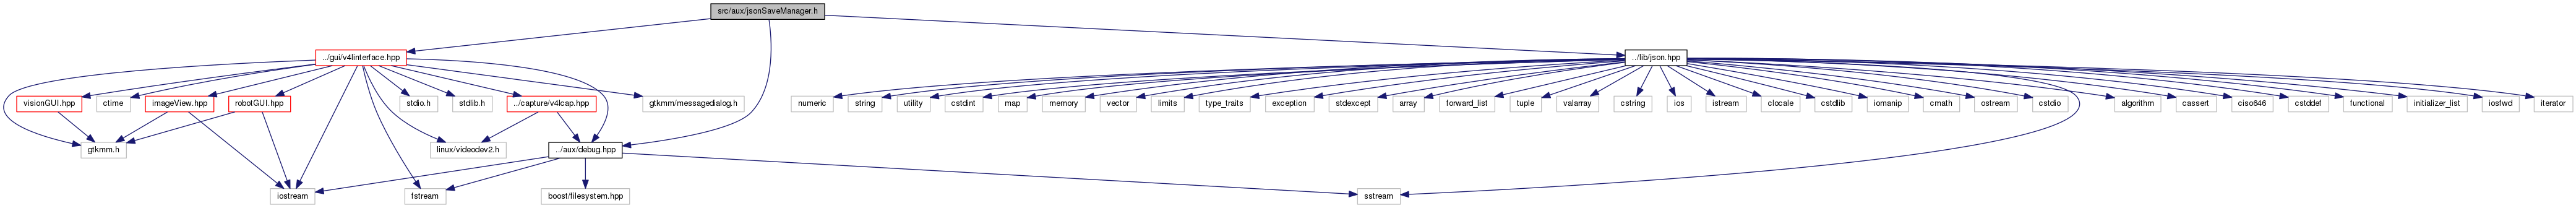 src/aux/jsonSaveManager.h
../gui/v4linterface.hpp
../lib/json.hpp
visionGUI.hpp
ctime
imageView.hpp
robotGUI.hpp
stdio.h
stdlib.h
../capture/v4lcap.hpp
gtkmm/messagedialog.h
numeric
string
utility
cstdint
map
memory
vector
limits
type_traits
exception
stdexcept
array
forward_list
tuple
valarray
cstring
ios
istream
clocale
cstdlib
iomanip
cmath
ostream
cstdio
algorithm
cassert
ciso646
cstddef
functional
initializer_list
iosfwd
iterator
gtkmm.h
linux/videodev2.h
../aux/debug.hpp
iostream
fstream
boost/filesystem.hpp
sstream